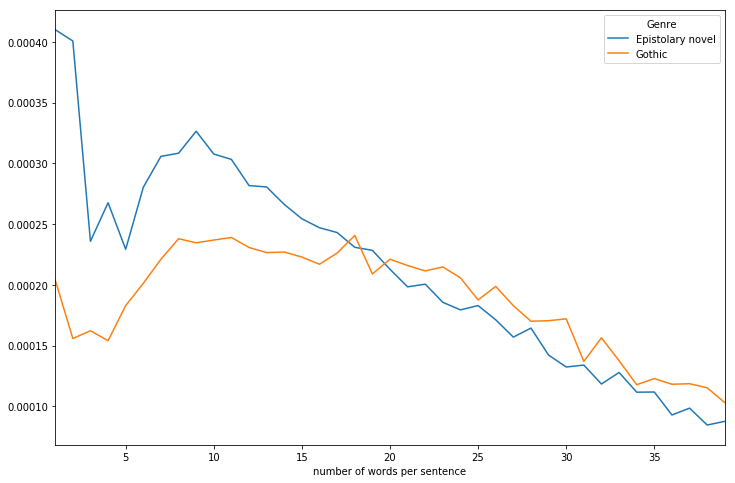 Genre
Epistolary novel
Gothic
0.00040
0.00035
0.00030
0.00025
0.00020
0.00015
0.00010
5 10 15 20 25 30 35
number of words per sentence